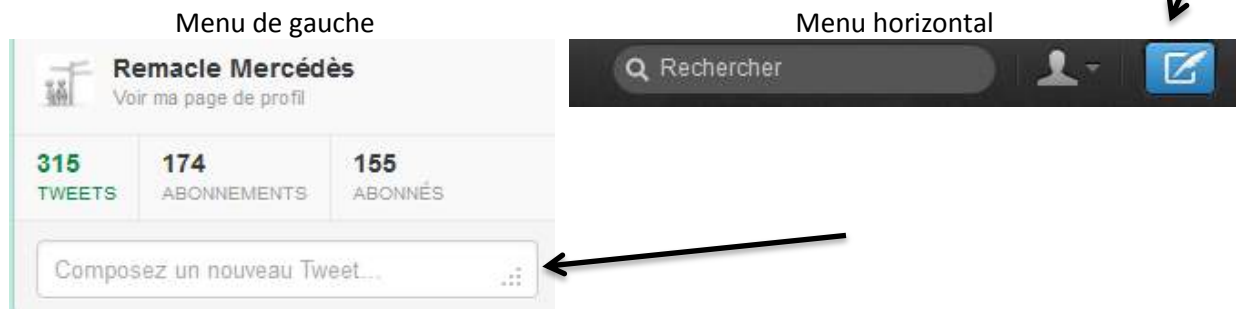 Menu de gauche
Menu horizontal
Remacle Mercédès
Voir ma page de profil
Rechercher
315
TWEETS
174
ABONNEMENTS
155
ABONNÉS
Composez un nouveau Tweet...